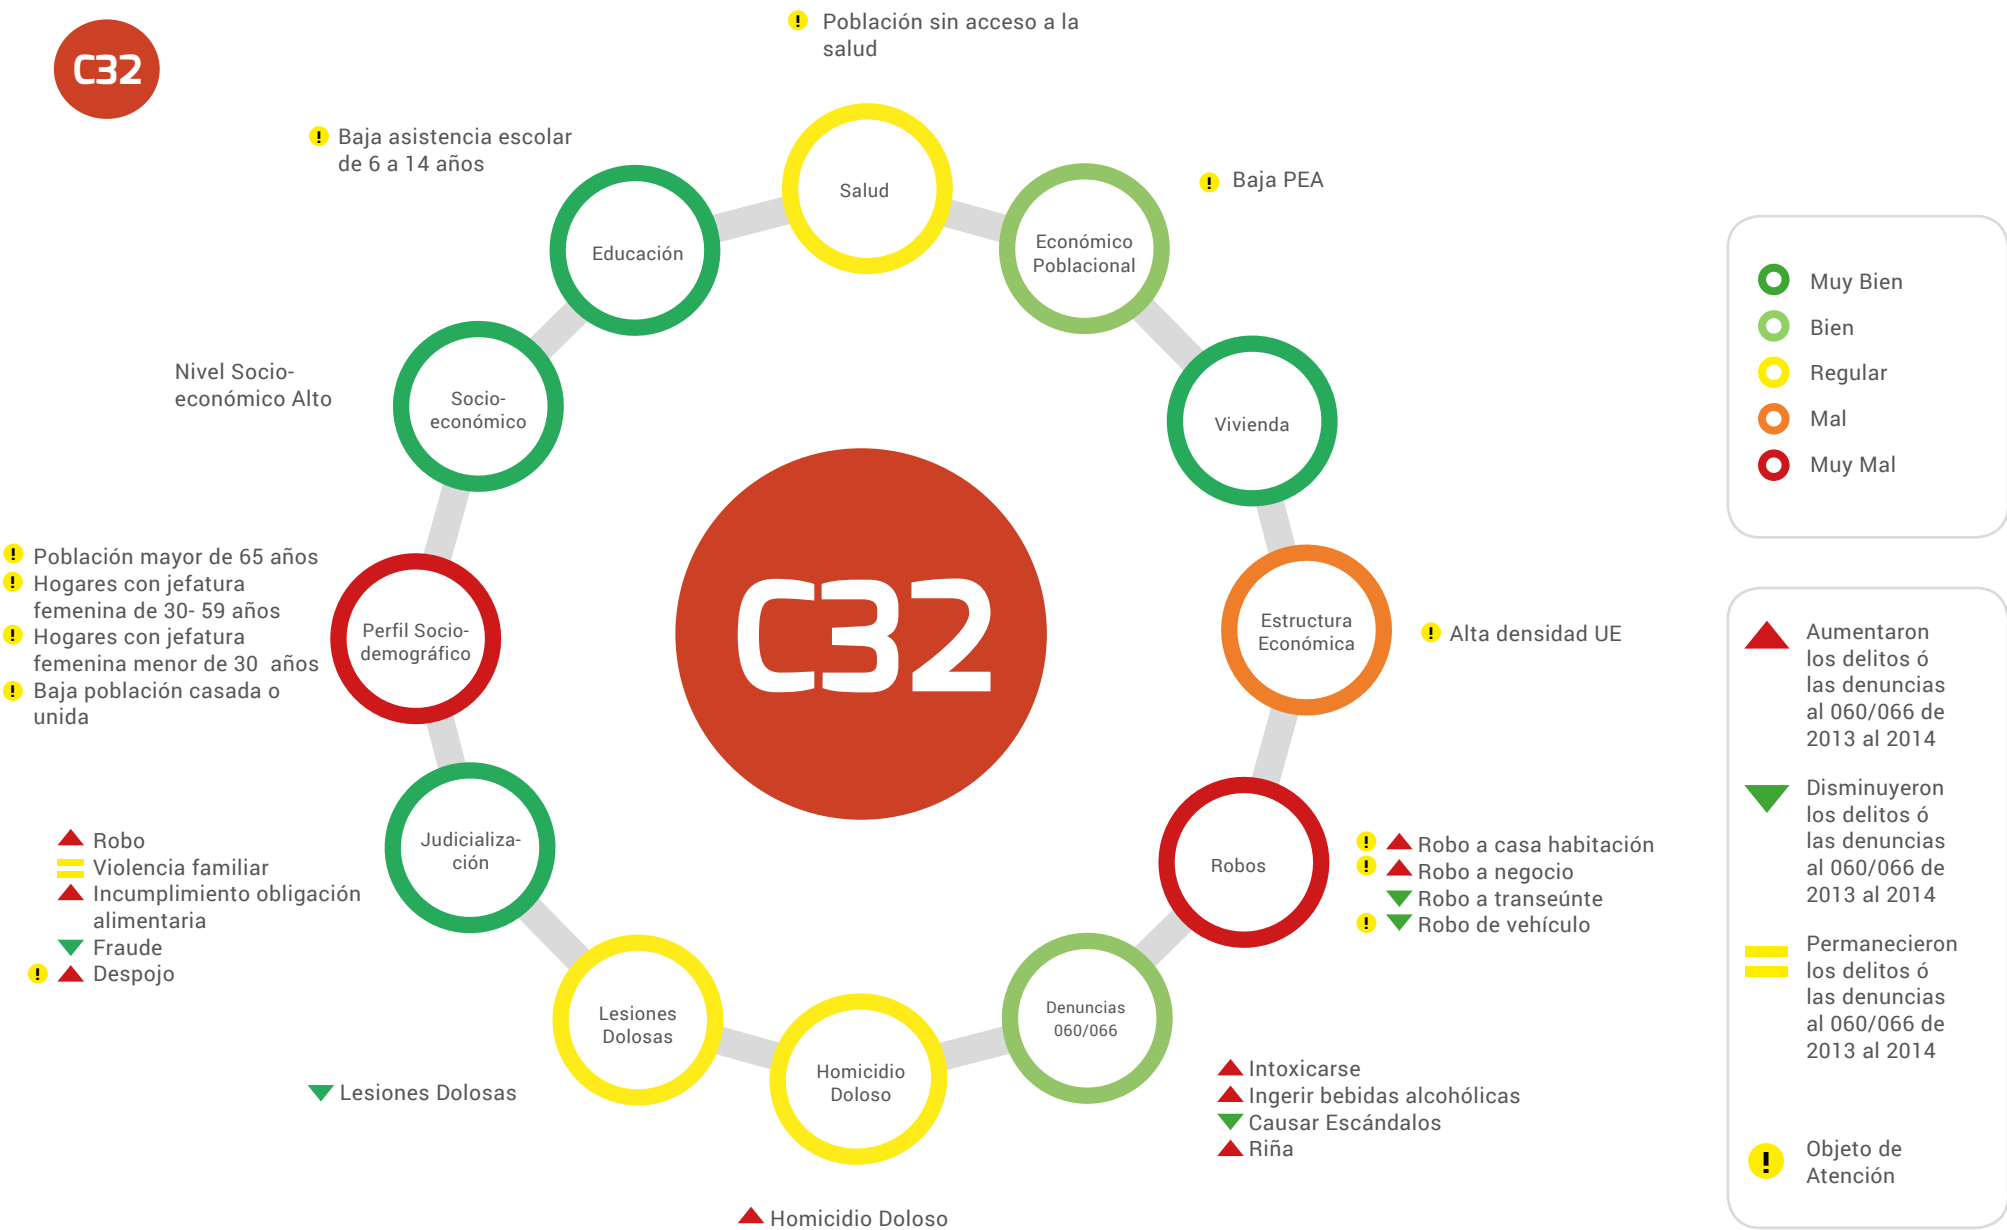 C32
Población sin acceso a la
salud
Baja asistencia escolar
de 6 a 14 años
Baja PEA
Nivel Socio-
económico Alto
Población mayor de 65 años
Hogares con jefatura
femenina de 30- 59 años
Hogares con jefatura
femenina menor de 30 años
Baja población casada o
unida
Robo
Violencia familiar
Incumplimiento obligación
alimentaria
Fraude
Despojo
Lesiones Dolosas
Homicidio Doloso
Intoxicarse
Ingerir bebidas alcohólicas
Causar Escándalos
Riña
Robo a casa habitación
Robo a negocio
Robo a transeúnte
Robo de vehículo
Alta densidad UE
Salud
Económico
Poblacional
Vivienda
Estructura
Económica
Robos
Denuncias
060/066
Homicidio
Doloso
Lesiones
Dolosas
Judicializa-
ción
Perfil Socio-
demográfico
Socio-
económico
Educación
C32
Muy Bien
Bien
Regular
Mal
Muy Mal
Aumentaron
los delitos ó
las denuncias
al 060/066 de
2013 al 2014
Disminuyeron
los delitos ó
las denuncias
al 060/066 de
2013 al 2014
Permanecieron
los delitos ó
las denuncias
al 060/066 de
2013 al 2014
Objeto de
Atención